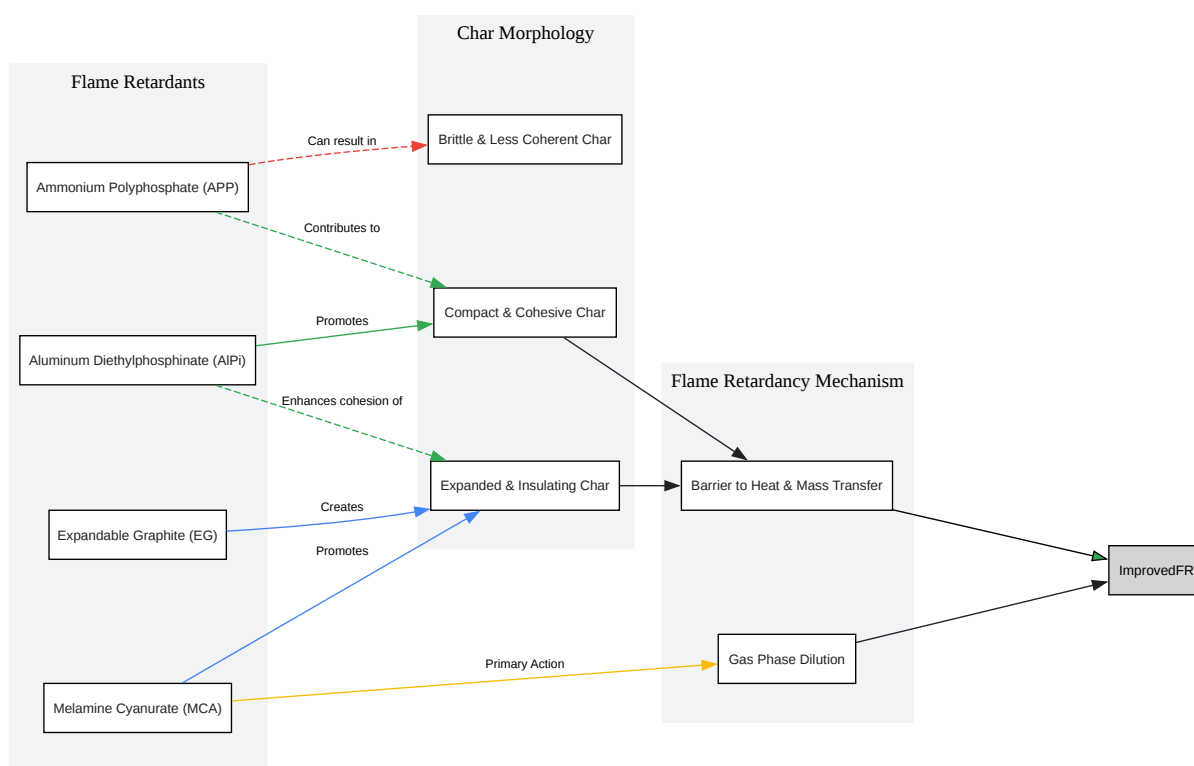 Char Morphology
Flame Retardants
Brittle & Less Coherent Char
Can result in
Ammonium Polyphosphate (APP)
Contributes to
Compact & Cohesive Char
Promotes
Aluminum Diethylphosphinate (AlPi)
Flame Retardancy Mechanism
Enhances cohesion of
Expanded & Insulating Char
Barrier to Heat & Mass Transfer
Creates
Expandable Graphite (EG)
Promotes
ImprovedFR
Gas Phase Dilution
Primary Action
Melamine Cyanurate (MCA)